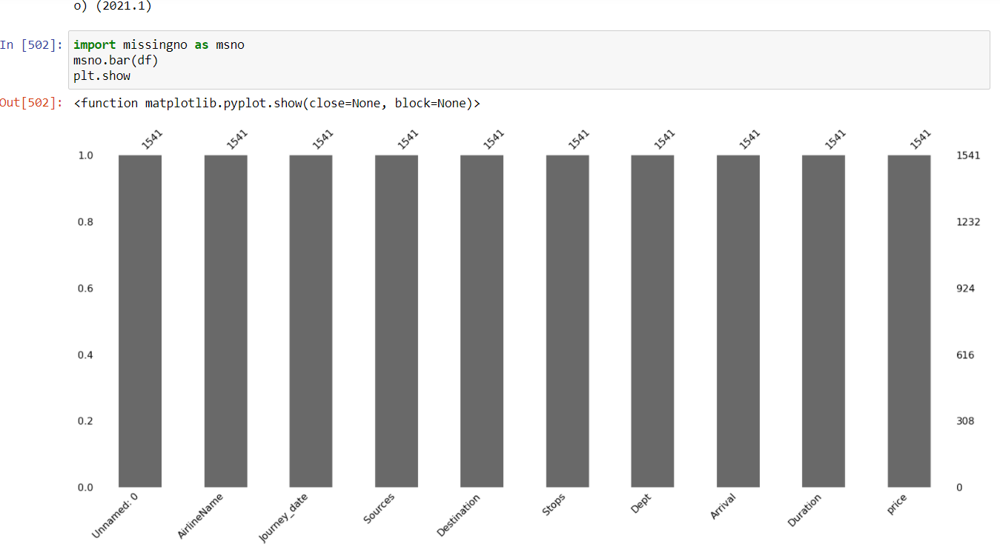 o) (2021.1)
In [502]: import missingno as msno
msno.bar(df)
plt.show
Out[502]: <function matplotlib.pyplot.show(close=None, block=None)>
1541 1541 1541 1541 1541 1541 1541 1541 1541 1541
1.0 1541
0.8 1232
0.6 924
0.4 616
0.2 308
0.0 0
Unnamed: 0 AirlineName Journey_date Sources Destination Stops Dept Arrival Duration price